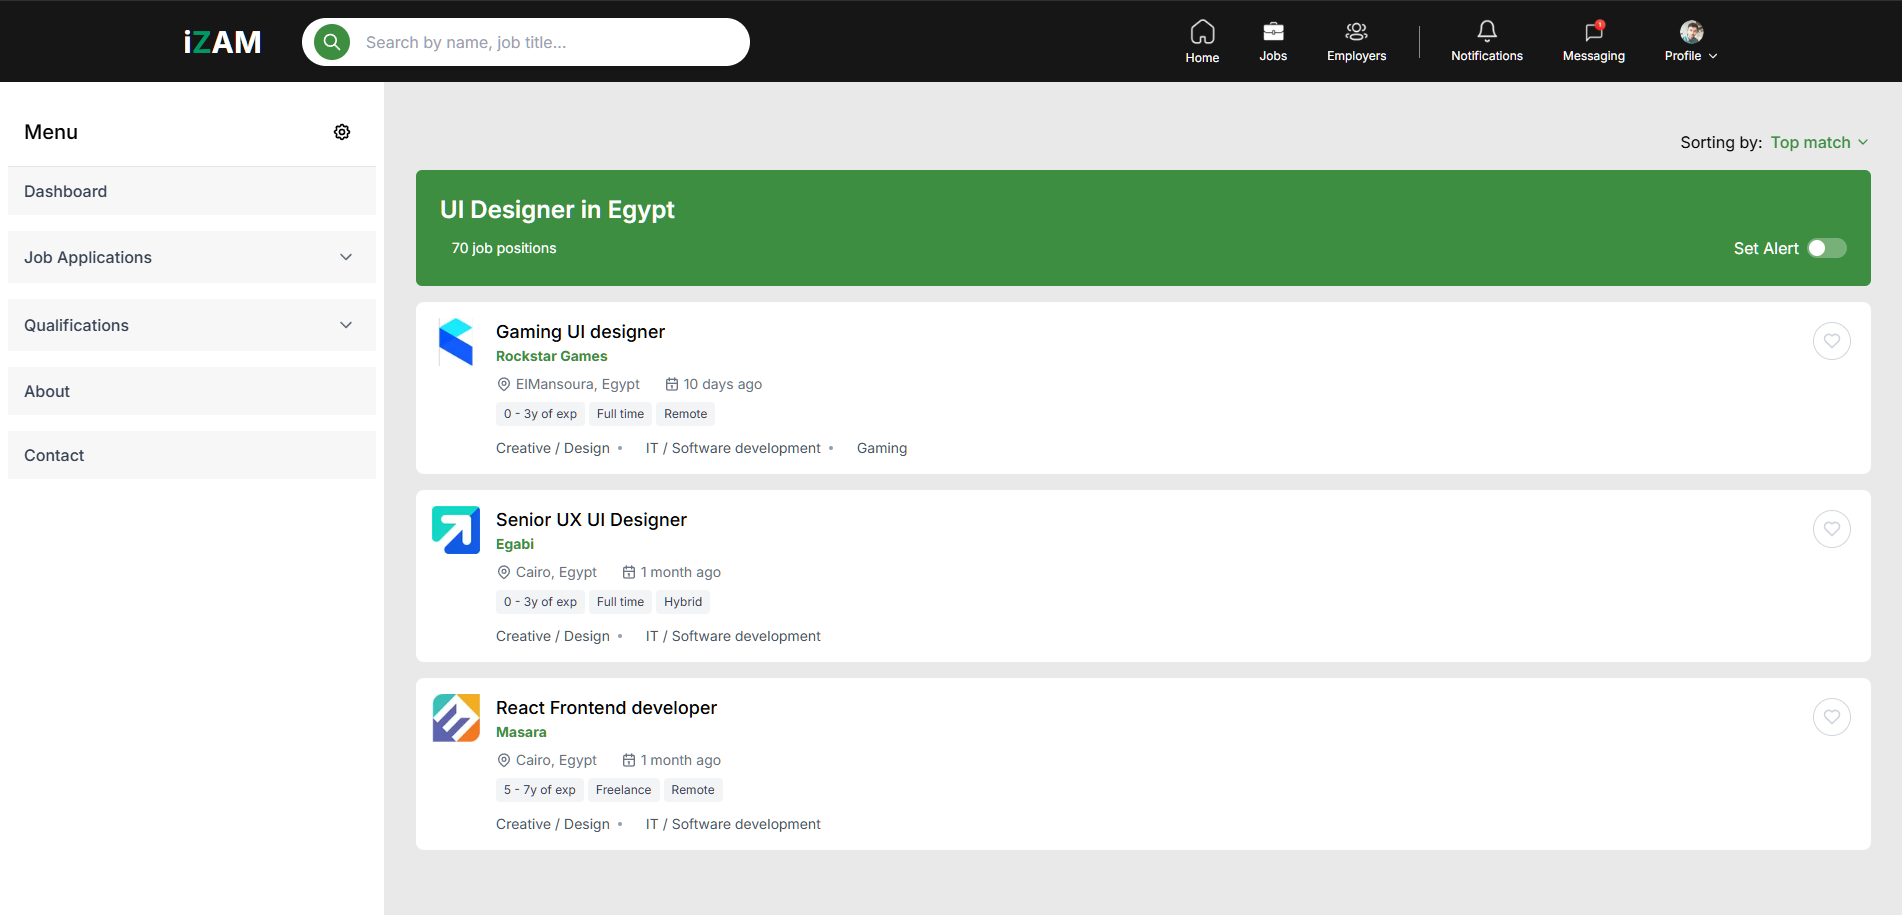 iZAM
Search by name, job title...
Home
Jobs
Employers
Notifications
1
Messaging
Profile
Menu
Dashboard
Job Applications
Qualifications
About
Contact
Sorting by: Top match
UI Designer in Egypt
70 job positions
Set Alert
Gaming UI designer
Rockstar Games
ElMansoura, Egypt 10 days ago
0 - 3y of exp Full time Remote
Creative / Design • IT / Software development • Gaming
Senior UX UI Designer
Egabi
Cairo, Egypt 1 month ago
0 - 3y of exp Full time Hybrid
Creative / Design • IT / Software development
React Frontend developer
Masara
Cairo, Egypt 1 month ago
5 - 7y of exp Freelance Remote
Creative / Design • IT / Software development